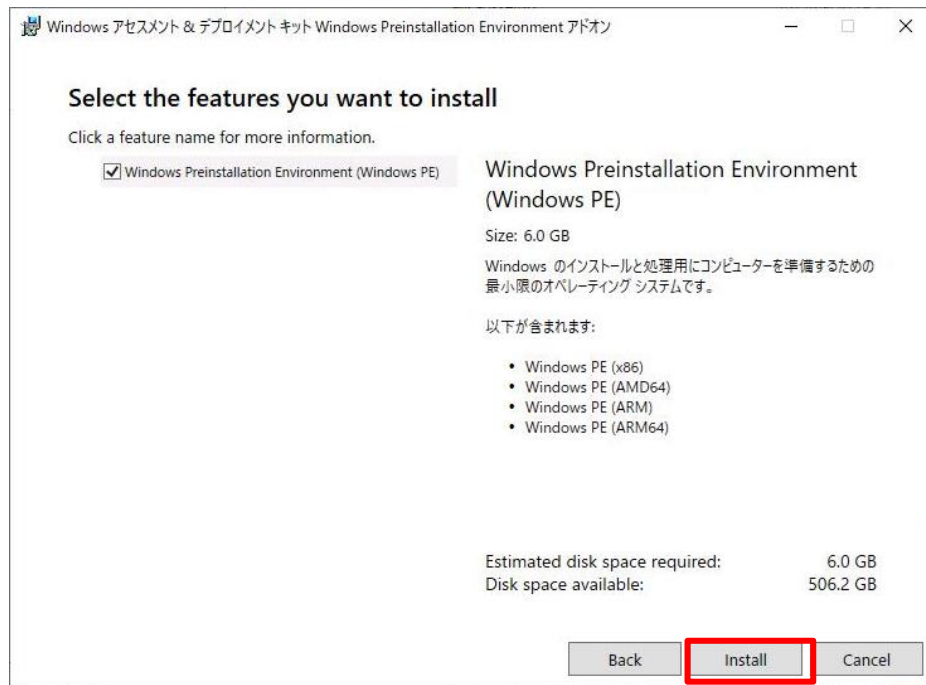 Windows アセスメント & デプロイメント キット Windows Preinstallation Environment アドオン
Select the features you want to install
Click a feature name for more information.
Windows Preinstallation Environment (Windows PE)
Windows Preinstallation Environment
(Windows PE)
Size: 6.0 GB
Windows のインストールと処理用にコンピューターを準備するための
最小限のオペレーティング システムです。
以下が含まれます:
• Windows PE (x86)
• Windows PE (AMD64)
• Windows PE (ARM)
• Windows PE (ARM64)
Estimated disk space required: 6.0 GB
Disk space available: 506.2 GB
Back Install Cancel